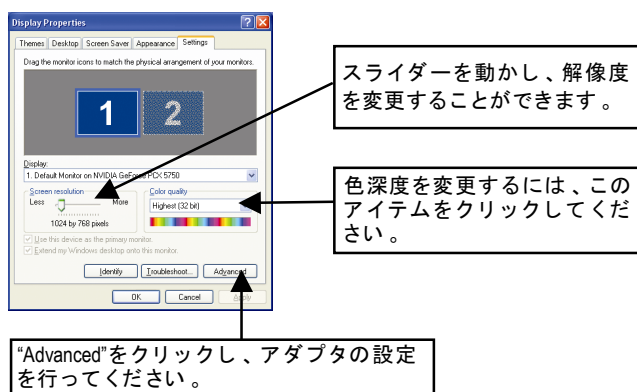 Display Properties
Themes Desktop Screen Saver Appearance Settings
Drag the monitor icons to match the physical arrangement of your monitors.
1 2
Display:
1. Default Monitor on NVIDIA GeForce PCX 5750
Screen resolution
Less More
1024 by 768 pixels
Color quality
Highest (32 bit)
Use this device as the primary monitor.
Extend my Windows desktop onto this monitor.
Identify Troubleshoot... Advanced
OK Cancel Apply
スライダーを動かし、解像度
を変更することができます。
色深度を変更するには、この
アイテムをクリックしてくだ
さい。
“Advanced”をクリックし、アダプタの設定
を行ってください。